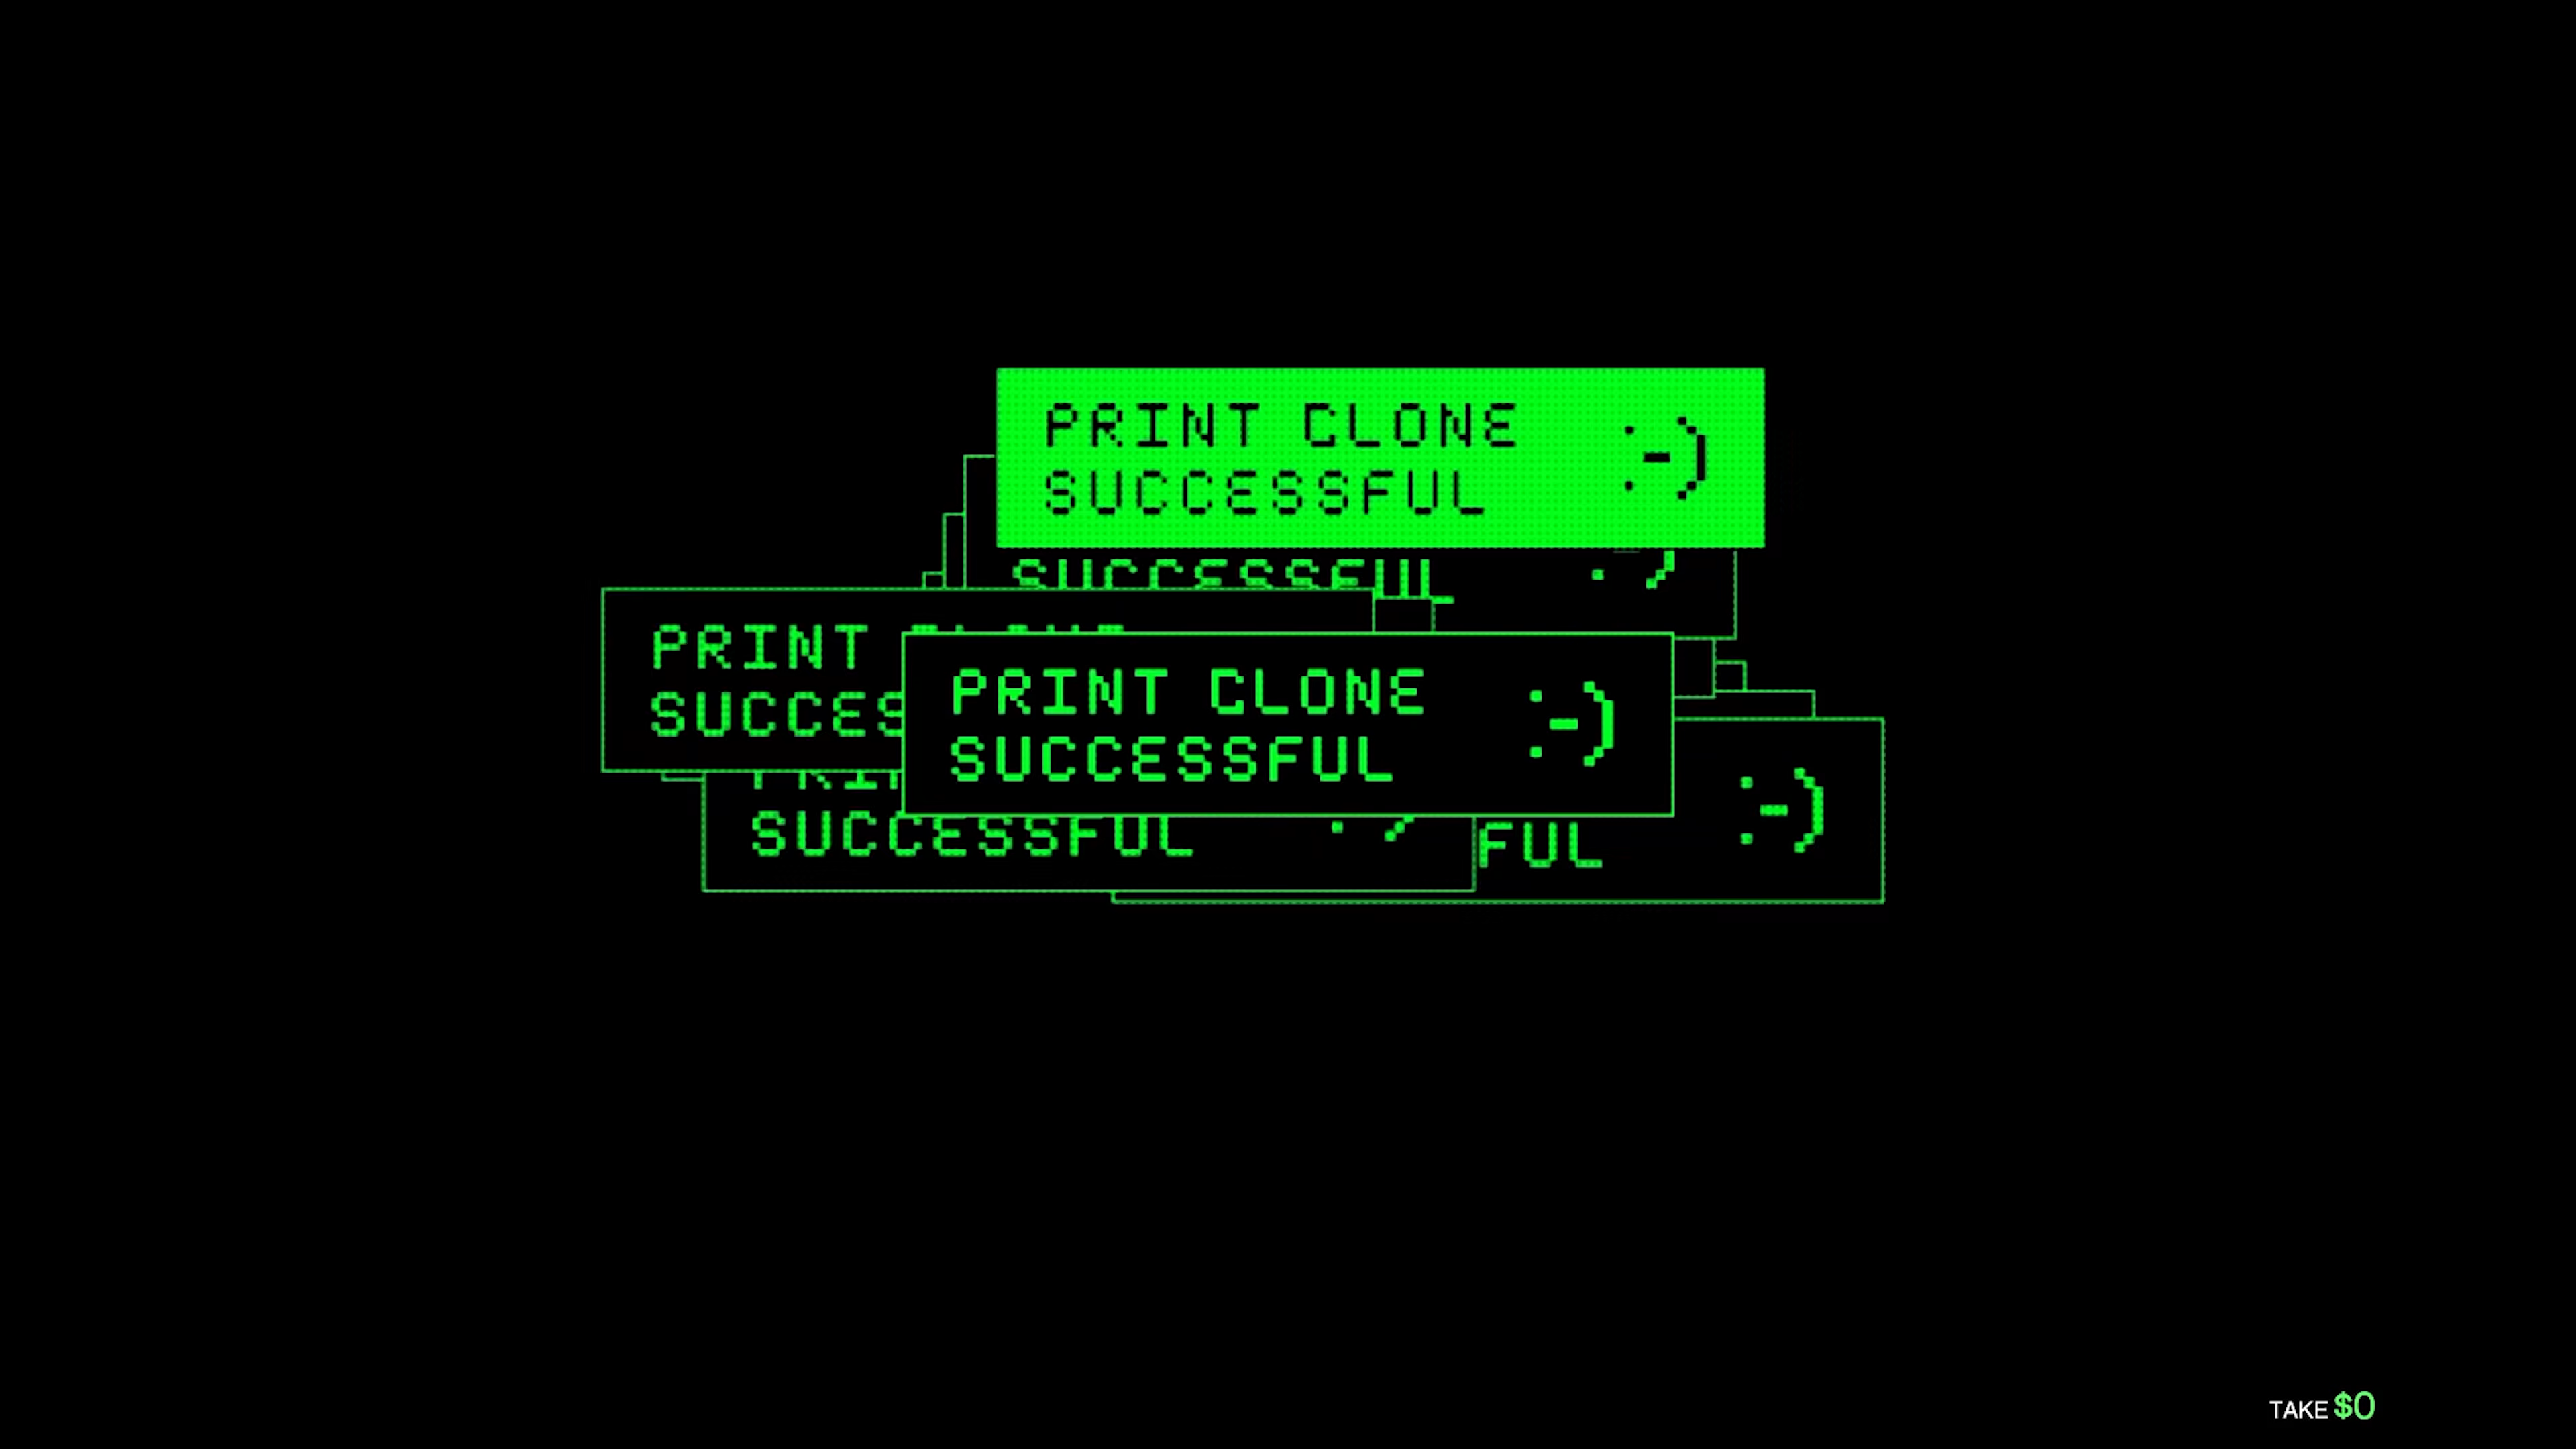 PRINT CLONE
:-)
SUCCESSFUL
SUCCESSFUL
PRINT
SUCCES
PRINT CLONE
:-)
SUCCESSFUL
:-)
SUCCESSFUL
FUL
TAKE $0